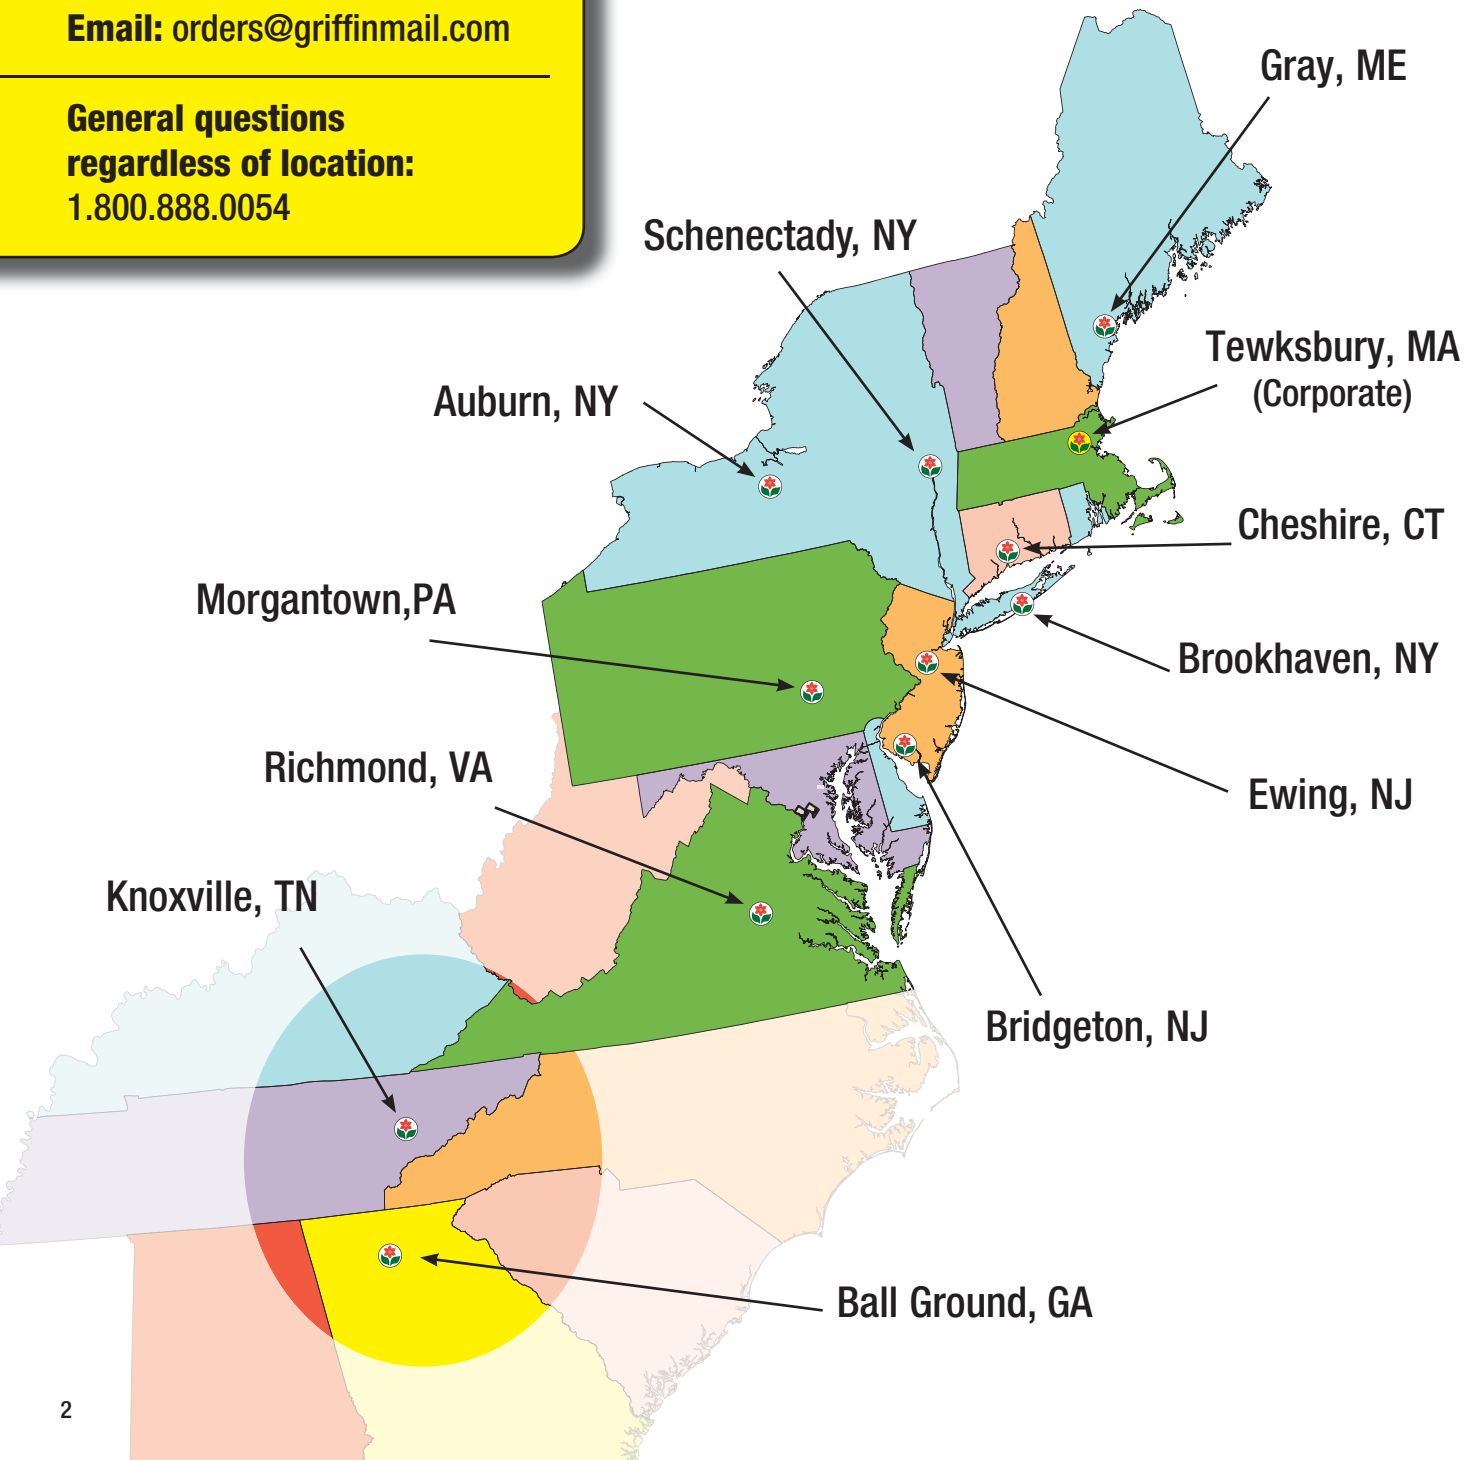 Email: orders@griffinmail.com
General questions
regardless of location:
1.800.888.0054
Gray, ME
Schenectady, NY
Tewksbury, MA
(Corporate)
Auburn, NY
Cheshire, CT
Morgantown,PA
Brookhaven, NY
Richmond, VA
Ewing, NJ
Knoxville, TN
Bridgeton, NJ
Ball Ground, GA
2